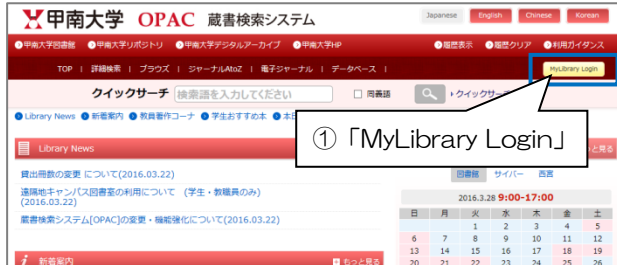 甲南大学 OPAC 蔵書検索システム
Japanese English Chinese Korean
甲南大学図書館 甲南大学リポジトリ 甲南大学デジタルアーカイブ 甲南大学HP 履歴表示 履歴クリア 利用ガイダンス
TOP | 詳細検索 | ブラウズ | ジャーナルAtoZ | 電子ジャーナル | データベース |
MyLibrary Login
クイックサーチ 検索語を入力してください 同義語 クイックサー
Library News 新着案内 教員著作コーナ 学生おすすめ本
①「MyLibrary Login」
Library News
っと見る
貸出冊数の変更 について(2016.03.22)
図書館 サイバー 西宮
遠隔地キャンパス図書室の利用について (学生・教職員のみ)
(2016.03.22)
2016.3.28 9:00-17:00
蔵書検索システム[OPAC]の変更・機能強化について(2016.03.22)
日 月 火 水 木 金 土
1 2 3 4 5
6 7 8 9 10 11 12
13 14 15 16 17 18 19
新着案内 もっと見る
20 21 22 23 24 25 26